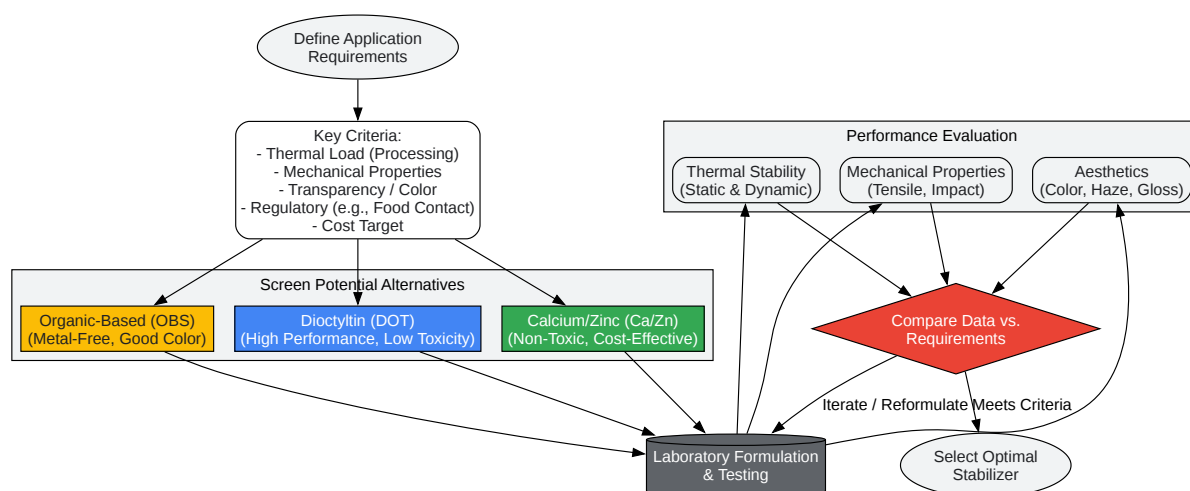 Define Application
Requirements
Key Criteria:
- Thermal Load (Processing)
- Mechanical Properties
- Transparency / Color
- Regulatory (e.g., Food Contact)
- Cost Target
Screen Potential Alternatives
Organic-Based (OBS)
(Metal-Free, Good Color)
Dioctyltin (DOT)
(High Performance, Low Toxicity)
Calcium/Zinc (Ca/Zn)
(Non-Toxic, Cost-Effective)
Performance Evaluation
Thermal Stability
(Static & Dynamic)
Mechanical Properties
(Tensile, Impact)
Aesthetics
(Color, Haze, Gloss)
Compare Data vs.
Requirements
Iterate / Reformulate
Meets Criteria
Laboratory Formulation
& Testing
Select Optimal
Stabilizer